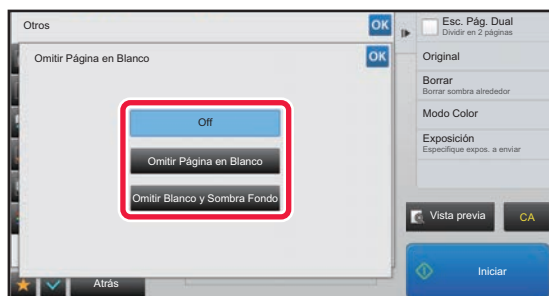 Otros
OK
Omitir Página en Blanco
OK
Off
Omitir Página en Blanco
Omitir Blanco y Sombra Fondo
Atrás
Esc. Pág. Dual
Dividir en 2 páginas
Original
Borrar
Borrar sombra alrededor
Modo Color
Exposición
Especifique expos. a enviar
Vista previa
CA
Iniciar